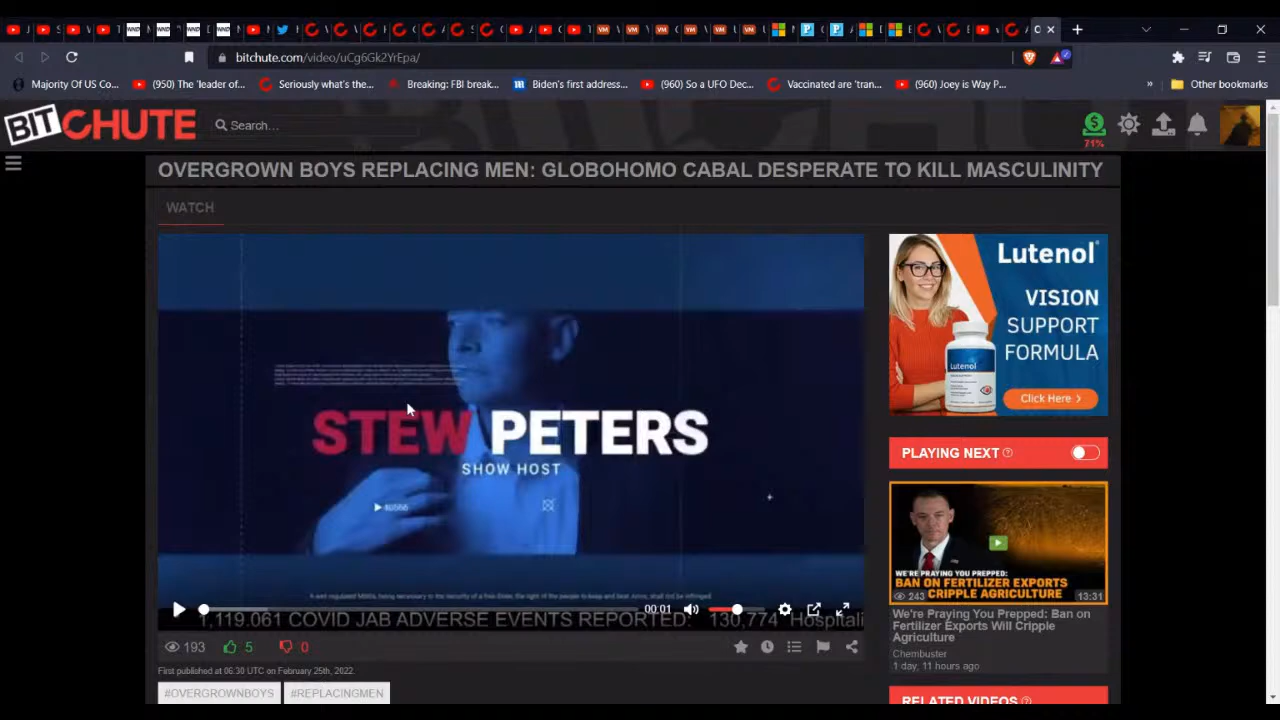 bitchute.com/video/uCg6Gk2YrEpa/
Majority Of US Co...
(950) The 'leader of...
Seriously what's the...
Breaking: FBI break...
Biden's first address...
(960) So a UFO Dec...
Vaccinated are 'tran...
(960) Joey is Way P...
»
Other bookmarks
BITCHUTE
Search...
71%
OVERGROWN BOYS REPLACING MEN: GLOBOHOMO CABAL DESPERATE TO KILL MASCULINITY
WATCH
STEW PETERS
SHOW HOST
00:01
1,119,061 COVID JAB ADVERSE EVENTS REPORTED: 130,774 Hospitali
193 5 0
First published at 06:30 UTC on February 25th, 2022.
#OVERGROWNBOYS #REPLACINGMEN
Lutenol
VISION
SUPPORT
FORMULA
Lutenol
Click Here >
PLAYING NEXT
WE'RE PRAYING YOU PREPPED:
BAN ON FERTILIZER EXPORTS
CRIPPLE AGRICULTURE
243 13:31
We're Praying You Prepped: Ban on
Fertilizer Exports Will Cripple
Agriculture
Chembuster
1 day, 11 hours ago
RELATED VIDEOS